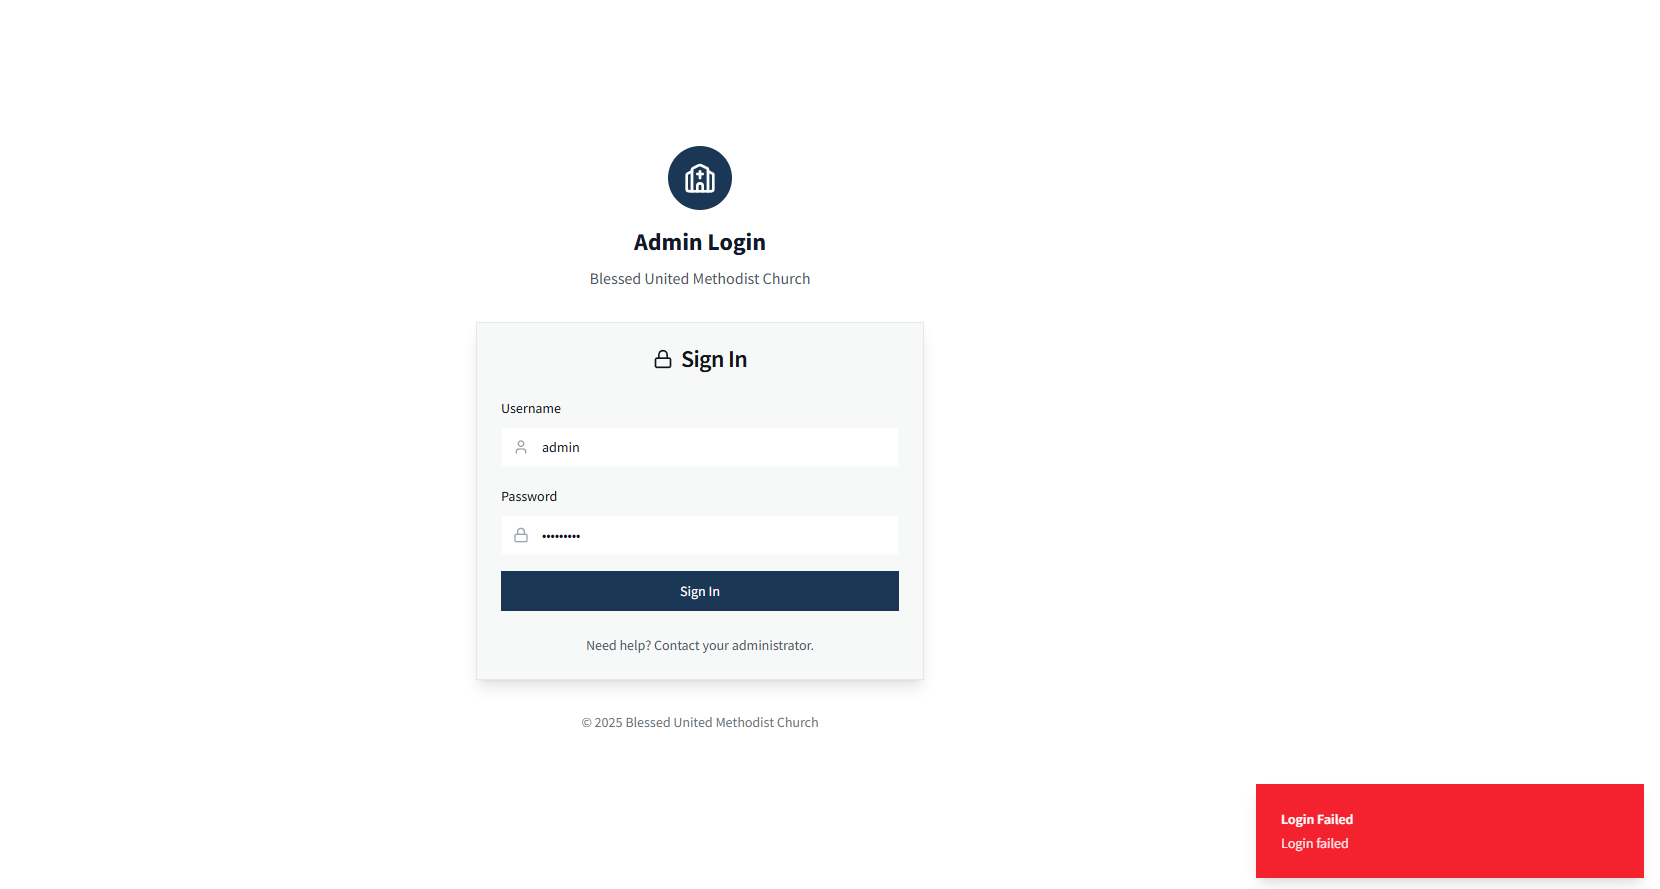 Admin Login
Blessed United Methodist Church
Sign In
Username
admin
Password
•••••••••
Sign In
Need help? Contact your administrator.
© 2025 Blessed United Methodist Church
Login Failed
Login failed